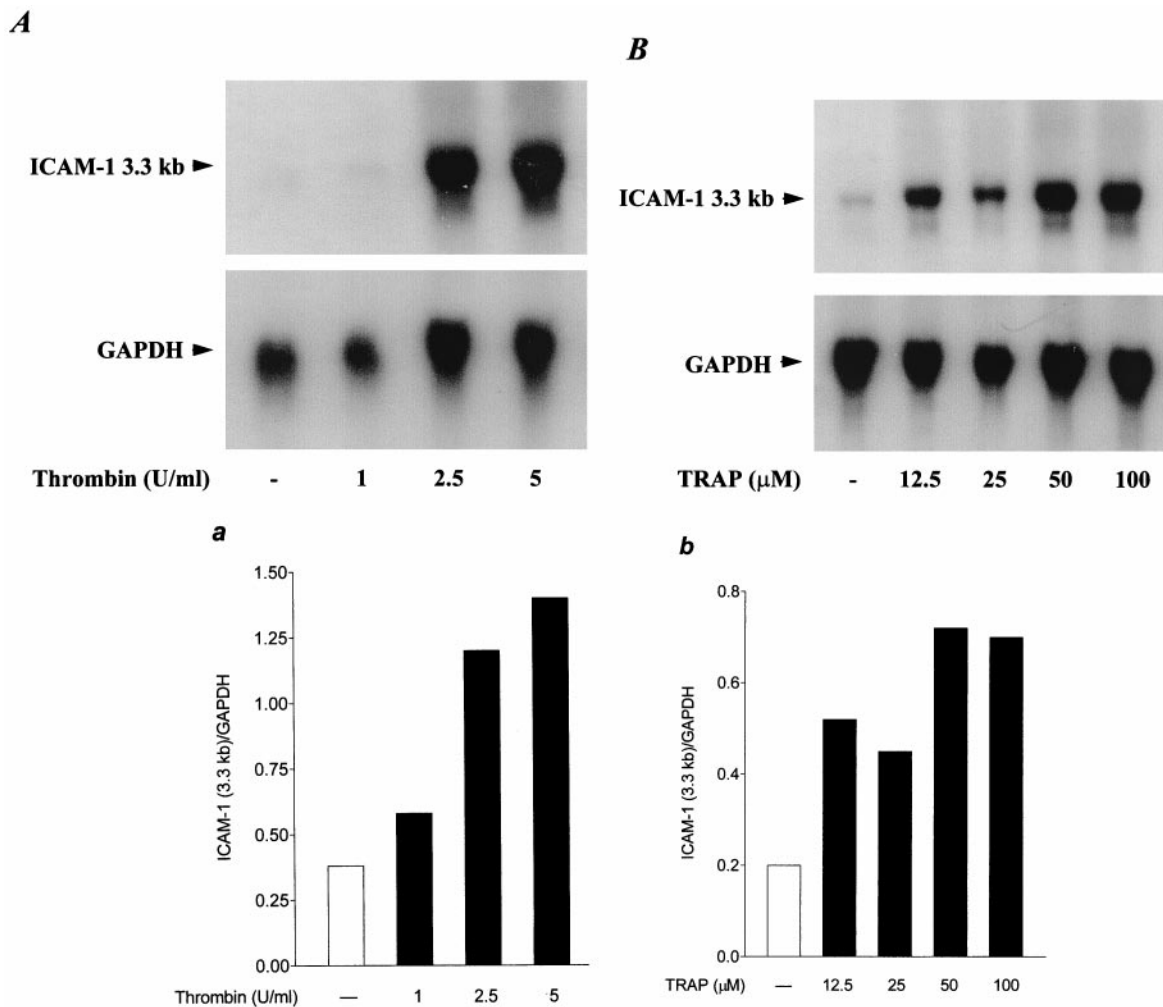 A
ICAM-1 3.3 kb
GAPDH
Thrombin (U/ml) - 1 2.5 5
B
ICAM-1 3.3 kb
GAPDH
TRAP (μM) - 12.5 25 50 100
a
1.50
1.25
1.00
0.75
0.50
0.25
0.00
ICAM-1 (3.3 kb)/GAPDH
Thrombin (U/ml) — 1 2.5 5
b
0.8
0.6
0.4
0.2
0.0
ICAM-1 (3.3 kb)/GAPDH
TRAP (μM) — 12.5 25 50 100